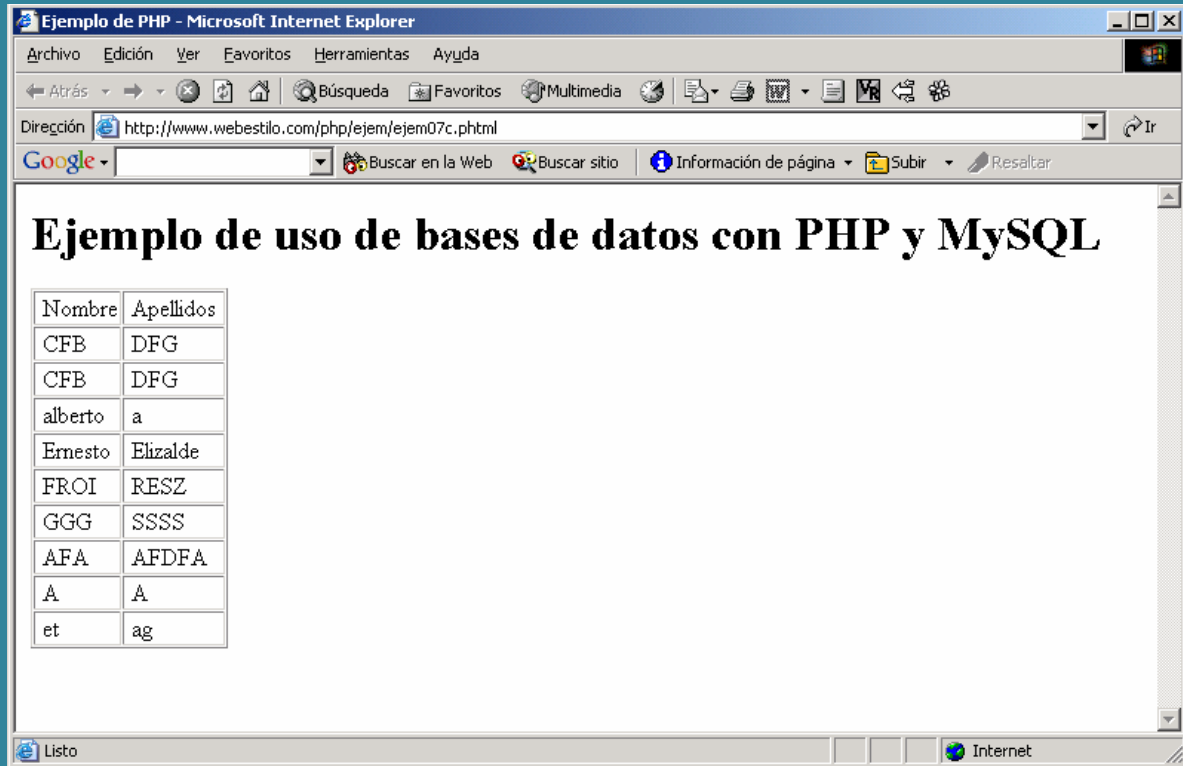 Ejemplo de PHP - Microsoft Internet Explorer
Archivo Edición Ver Favoritos Herramientas Ayuda
Atrás Búsqueda Favoritos Multimedia
Dirección http://www.webestilo.com/php/ejem/ejem07c.phtml Ir
Google Buscar en la Web Buscar sitio Información de página Subir Resaltar
Ejemplo de uso de bases de datos con PHP y MySQL
Nombre Apellidos
CFB DFG
CFB DFG
alberto a
Ernesto Elizalde
FROI RESZ
GGG SSSS
AFA AFDFA
A A
et ag
Listo Internet